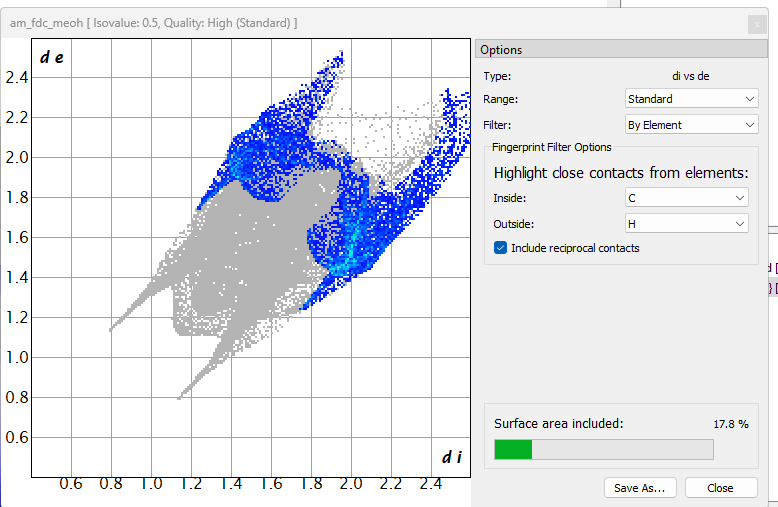 am_fdc_meoh [ Isovalue: 0.5, Quality: High (Standard) ]
x
d e
2.4
2.2
2.0
1.8
1.6
1.4
1.2
1.0
0.8
0.6
d i
0.6 0.8 1.0 1.2 1.4 1.6 1.8 2.0 2.2 2.4
Options
Type: di vs de
Range: Standard
Filter: By Element
Fingerprint Filter Options
Highlight close contacts from elements:
Inside: C
Outside: H
Include reciprocal contacts
Surface area included: 17.8 %
Save As... Close
d [
} [